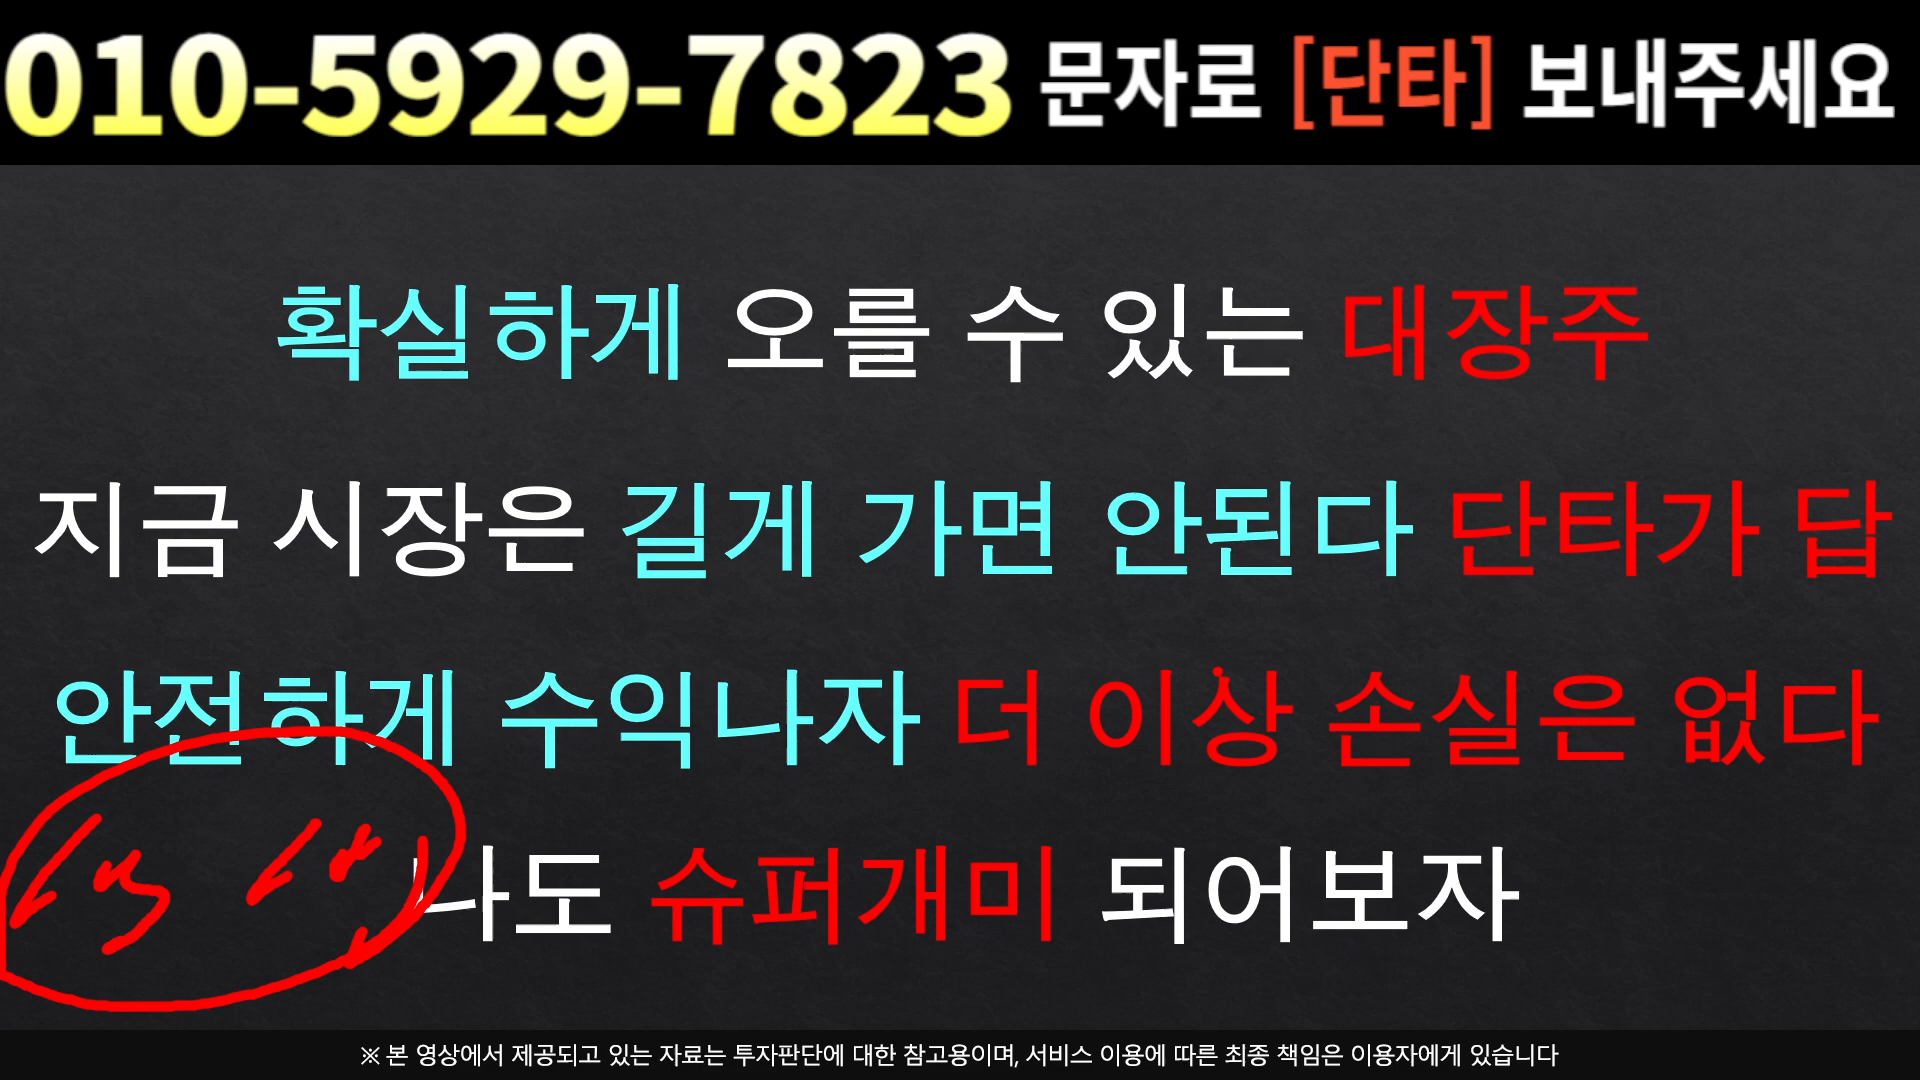 010-5929-7823 문자로 [단타] 보내주세요
확실하게 오를 수 있는 대장주
지금 시장은 길게 가면 안된다 단타가 답
안전하게 수익나자 더 이상 손실은 없다
나도 슈퍼개미 되어보자
※ 본 영상에서 제공되고 있는 자료는 투자판단에 대한 참고용이며, 서비스 이용에 따른 최종 책임은 이용자에게 있습니다